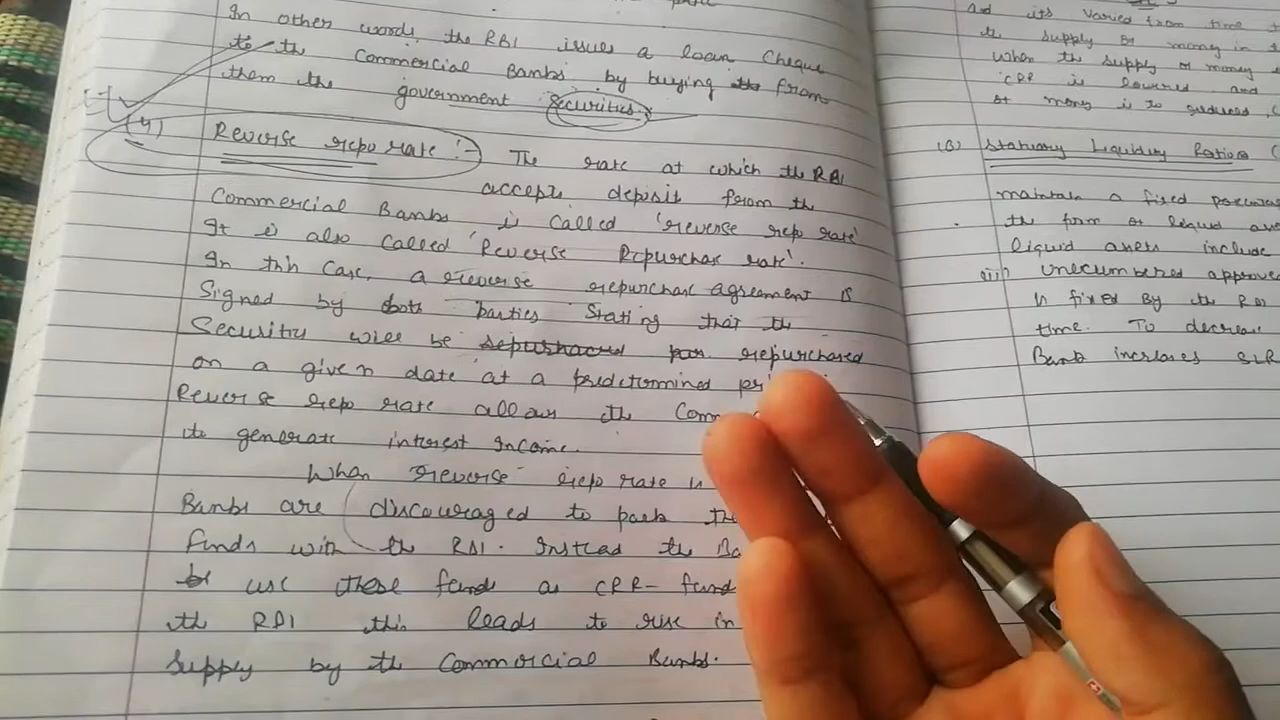 In other words the RBI issue a loan Cheque
to the Commercial Banks by buying from
them the government Securities.
(4) Reverse repo rate :- The rate at which the RBI
accepts deposit from the
Commercial Banks is called 'reverse repo rate'
It is also called 'Reverse Repurchase rate'.
In this Case, a reverse repurchase agreement is
Signed by both parties Stating that the
Securities will be repurchased
on a given date at a predetermined
Reverse repo rate allows the
to generate interest income.
When reverse repo rate is
Banks are discouraged to park
funds with the RBI. Instead the
use these funds as CRR- fund
the RBI this leads to rise in
Supply by the Commercial Banks.
and its varied from time
the supply of money in
When the supply of money
CRR is lowered and
of money is to reduced,
(B) Statuary Liquidity Ratio (
maintain a fixed
the form of liquid
liquid assets include
(iii) Unecumbered
is fixed By the RBI
time. To decrease
Bank increases SLR